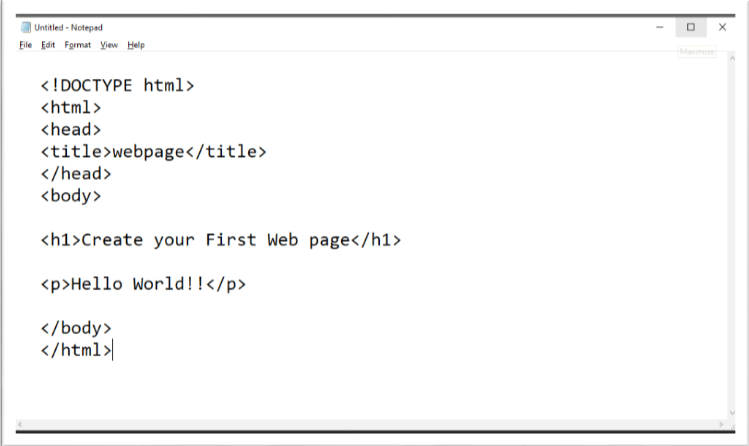 Untitled - Notepad
File Edit Format View Help
Maximize
<!DOCTYPE html>
<html>
<head>
<title>webpage</title>
</head>
<body>
<h1>Create your First Web page</h1>
<p>Hello World!!</p>
</body>
</html>